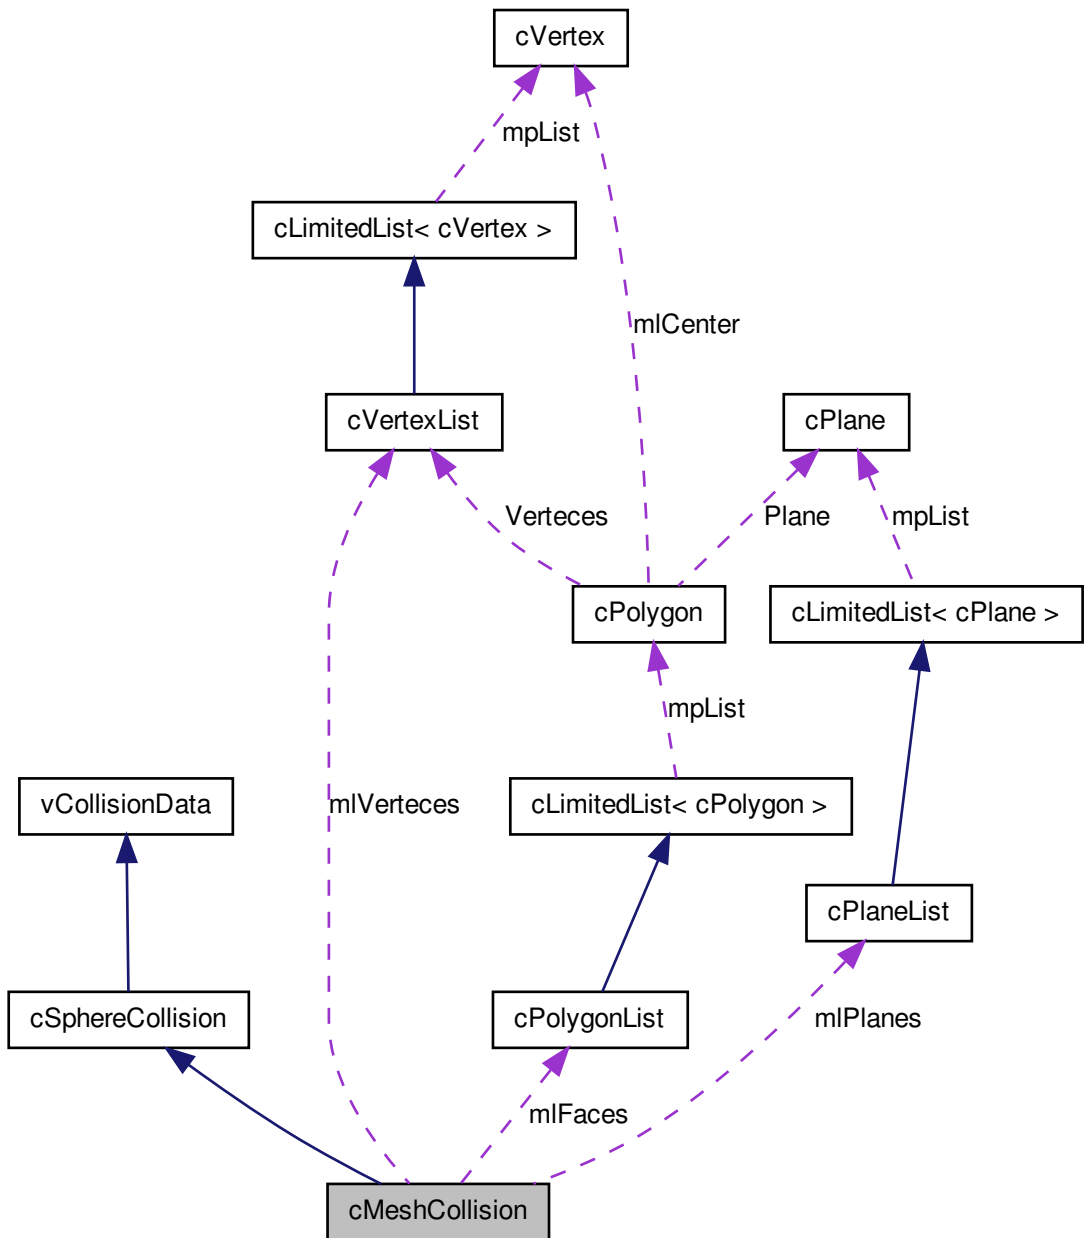 cVertex
mpList
cLimitedList< cVertex >
mlCenter
cVertexList
cPlane
Verteces
Plane
mpList
cPolygon
cLimitedList< cPlane >
mpList
vCollisionData
mlVerteces
cLimitedList< cPolygon >
cPlaneList
cSphereCollision
cPolygonList
mlPlanes
mlFaces
cMeshCollision